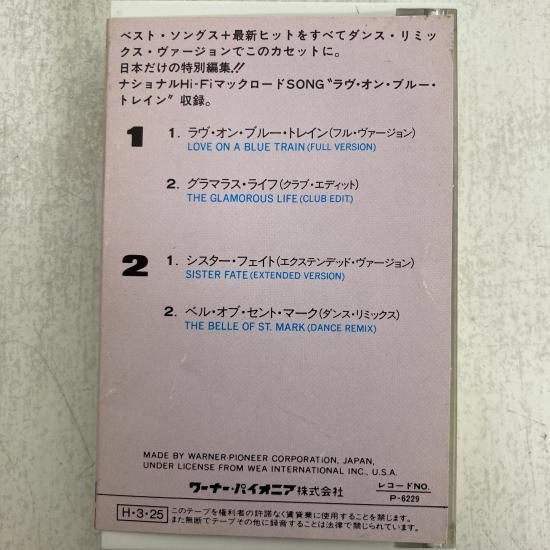 ベスト・ソングス+最新ヒットをすべてダンス・リミッ
クス・ヴァージョンでこのカセットに。
日本だけの特別編集!!
ナショナルHi-FiマックロードSONG“ラヴ・オン・ブルー・
トレイン”収録。
1 1. ラヴ・オン・ブルー・トレイン(フル・ヴァージョン)
LOVE ON A BLUE TRAIN (FULL VERSION)
2. グラマラス・ライフ(クラブ・エディット)
THE GLAMOROUS LIFE (CLUB EDIT)
2 1. シスター・フェイト(エクステンデッド・ヴァージョン)
SISTER FATE (EXTENDED VERSION)
2. ベル・オブ・セント・マーク(ダンス・リミックス)
THE BELLE OF ST. MARK (DANCE REMIX)
MADE BY WARNER-PIONEER CORPORATION, JAPAN,
UNDER LICENSE FROM WEA INTERNATIONAL INC., U.S.A.
ワーナー・パイオニア株式会社
レコードNO.
P-6229
H・3・25
このテープを権利者の許諾なく賃貸業に使用することを禁じます。
また無断でテープその他に録音することは法律で禁じられています。